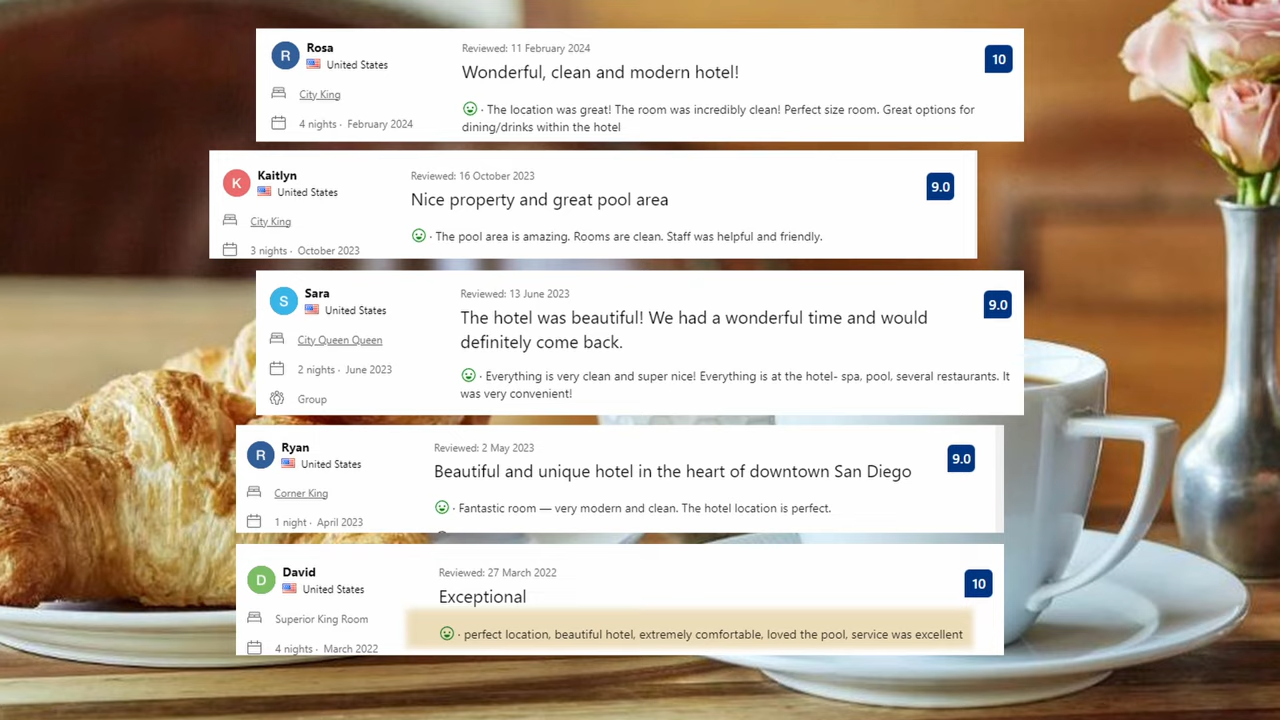 R
Rosa
United States
City King
4 nights · February 2024
Reviewed: 11 February 2024
10
Wonderful, clean and modern hotel!
· The location was great! The room was incredibly clean! Perfect size room. Great options for
dining/drinks within the hotel
K
Kaitlyn
United States
City King
3 nights · October 2023
Reviewed: 16 October 2023
9.0
Nice property and great pool area
· The pool area is amazing. Rooms are clean. Staff was helpful and friendly.
S
Sara
United States
City Queen Queen
2 nights · June 2023
Group
Reviewed: 13 June 2023
9.0
The hotel was beautiful! We had a wonderful time and would
definitely come back.
· Everything is very clean and super nice! Everything is at the hotel- spa, pool, several restaurants. It
was very convenient!
R
Ryan
United States
Corner King
1 night · April 2023
Reviewed: 2 May 2023
9.0
Beautiful and unique hotel in the heart of downtown San Diego
· Fantastic room — very modern and clean. The hotel location is perfect.
D
David
United States
Superior King Room
4 nights · March 2022
Reviewed: 27 March 2022
10
Exceptional
· perfect location, beautiful hotel, extremely comfortable, loved the pool, service was excellent